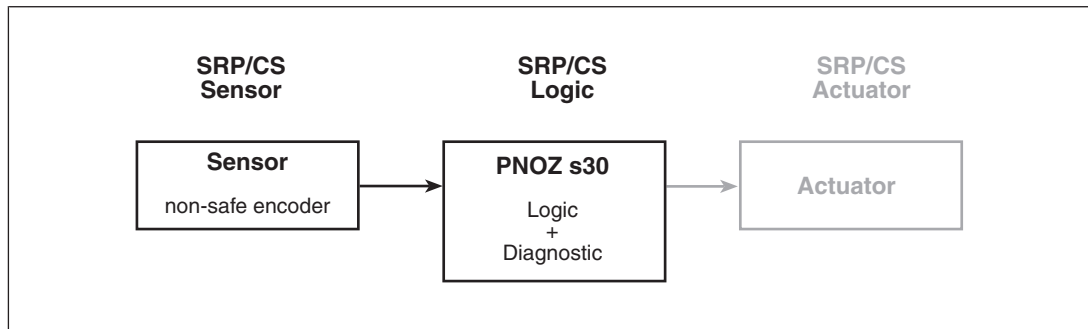 SRP/CS
Sensor
SRP/CS
Logic
SRP/CS
Actuator
Sensor
non-safe encoder
PNOZ s30
Logic
+
Diagnostic
Actuator